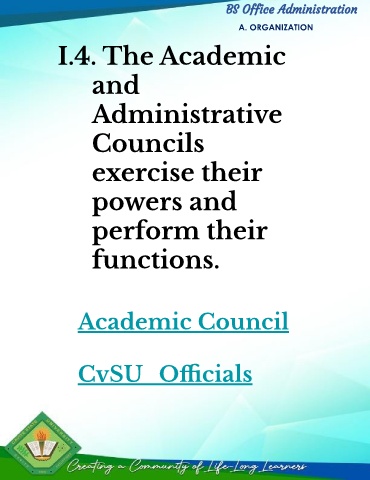 BS Office Administration
A. ORGANIZATION
I.4. The Academic
and
Administrative
Councils
exercise their
powers and
perform their
functions.
Academic Council
CvSU Officials
Creating a Community of Life-Long Learners